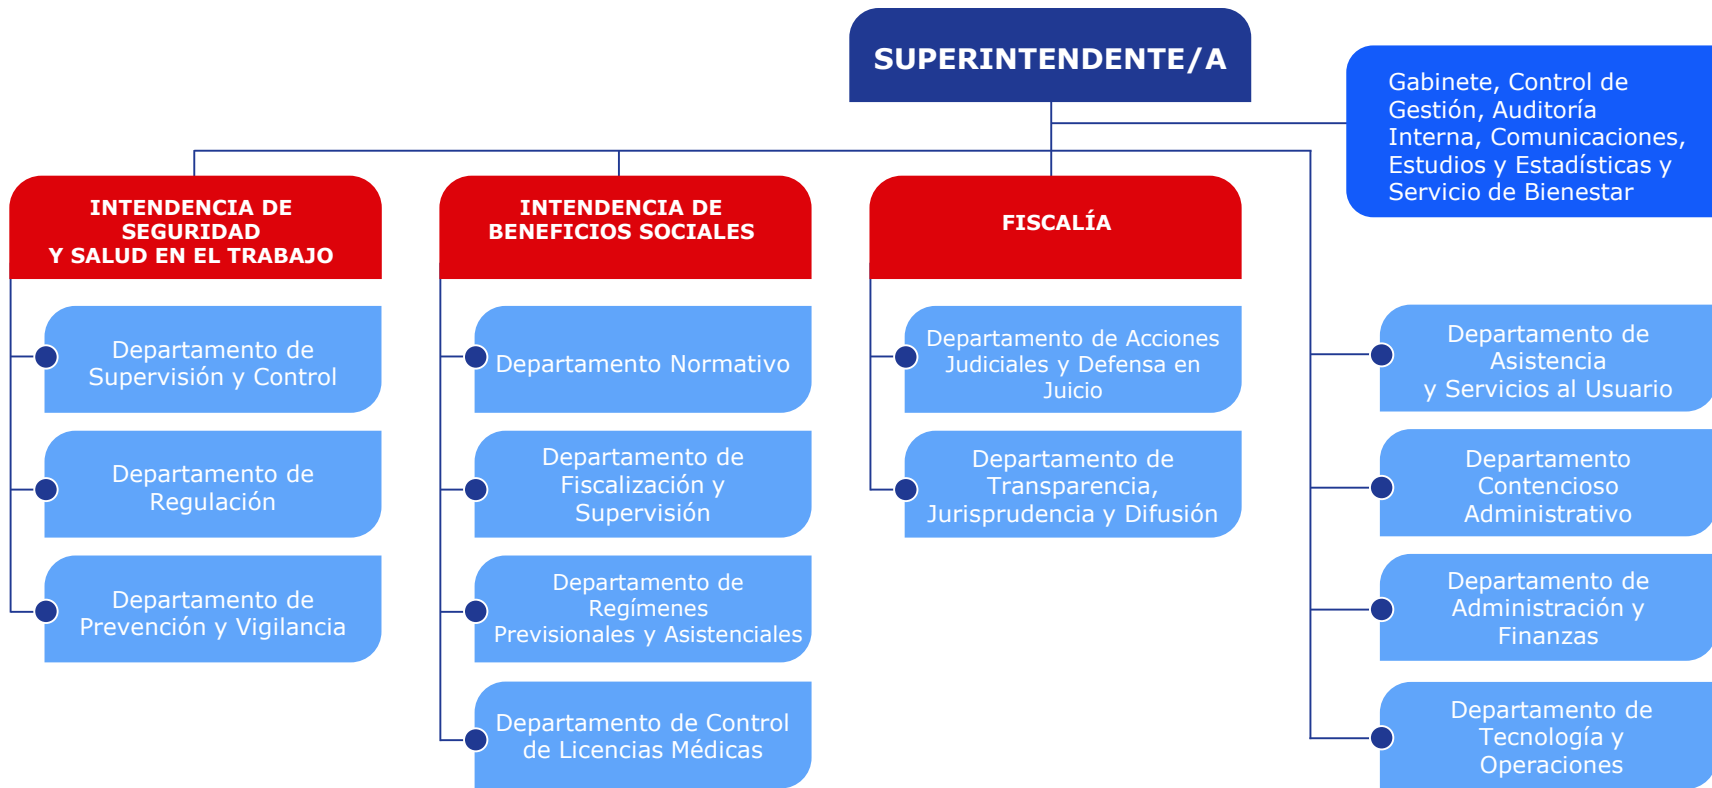 SUPERINTENDENTE/A
Gabinete, Control de
Gestión, Auditoría
Interna, Comunicaciones,
Estudios y Estadísticas y
Servicio de Bienestar
INTENDENCIA DE
SEGURIDAD
Y SALUD EN EL TRABAJO
Departamento de
Supervisión y Control
Departamento de
Regulación
Departamento de
Prevención y Vigilancia
INTENDENCIA DE
BENEFICIOS SOCIALES
Departamento Normativo
Departamento de
Fiscalización y
Supervisión
Departamento de
Regímenes
Previsionales y Asistenciales
Departamento de Control
de Licencias Médicas
FISCALÍA
Departamento de Acciones
Judiciales y Defensa en
Juicio
Departamento de
Transparencia,
Jurisprudencia y Difusión
Departamento de
Asistencia
y Servicios al Usuario
Departamento
Contencioso
Administrativo
Departamento de
Administración y
Finanzas
Departamento de
Tecnología y
Operaciones